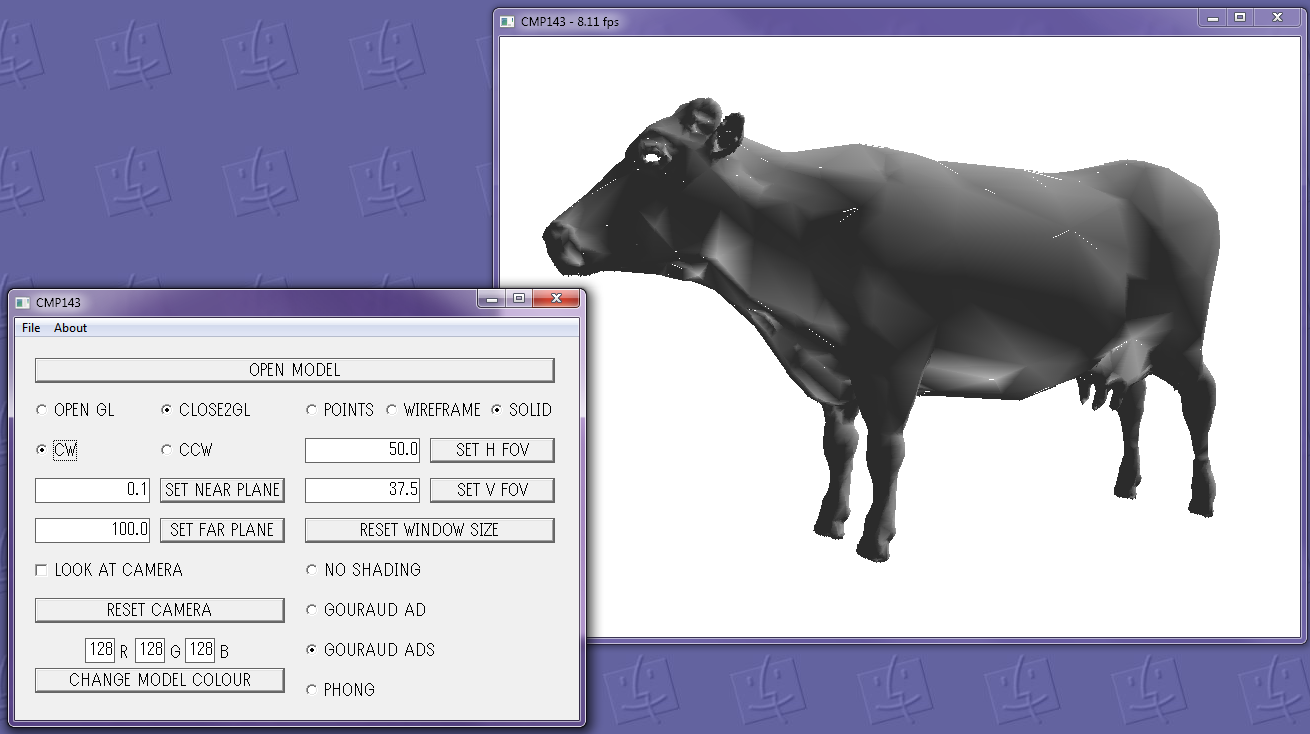 CMP143 - 8.11 fps
CMP143
File About
OPEN MODEL
OPEN GL CLOSE2GL POINTS WIREFRAME SOLID
CW CCW 50.0 SET H FOV
0.1 SET NEAR PLANE 37.5 SET V FOV
100.0 SET FAR PLANE RESET WINDOW SIZE
LOOK AT CAMERA NO SHADING
RESET CAMERA GOURAUD AD
128 R 128 G 128 B GOURAUD ADS
CHANGE MODEL COLOUR PHONG